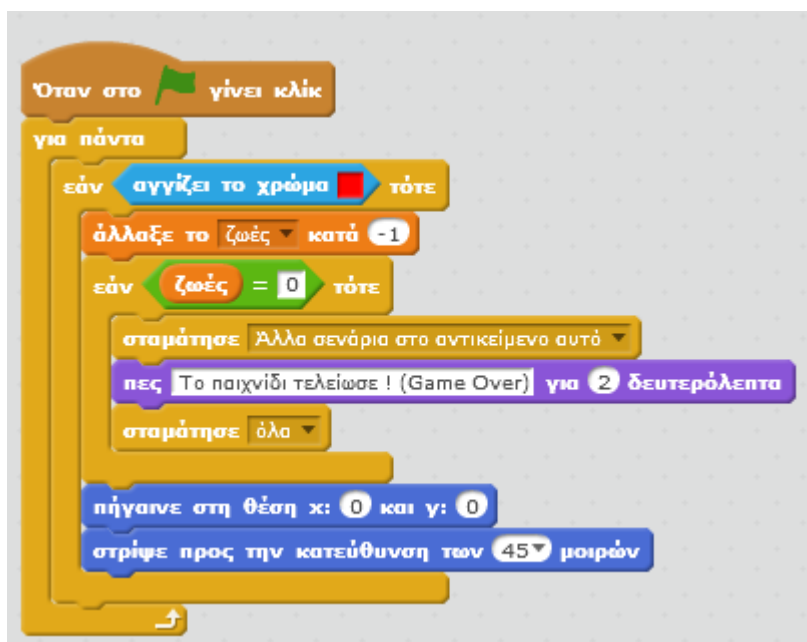 Όταν στο γίνει κλίκ
για πάντα
εάν αγγίζει το χρώμα τότε
άλλαξε το ζωές κατά -1
εάν ζωές = 0 τότε
σταμάτησε Άλλα σενάρια στο αντικείμενο αυτό
πες Το παιχνίδι τελείωσε ! (Game Over) για 2 δευτερόλεπτα
σταμάτησε όλα
πήγαινε στη θέση x: 0 και y: 0
στρίψε προς την κατεύθυνση των 45 μοιρών